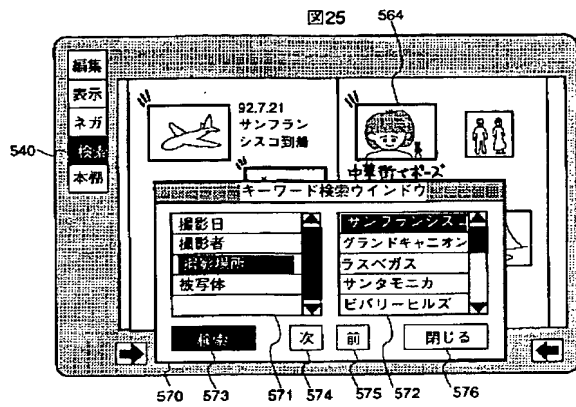 図25
564
編集
表示
ネガ
検索
本棚
540
92.7.21
サンフラン
シスコ到着
中華街でポーズ
キーワード検索ウインドウ
撮影日
撮影者
撮影場所
被写体
サンフランシスコ
グランドキャニオン
ラスベガス
サンタモニカ
ビバリーヒルズ
検索
次
前
閉じる
570
573
571
574
575
572
576